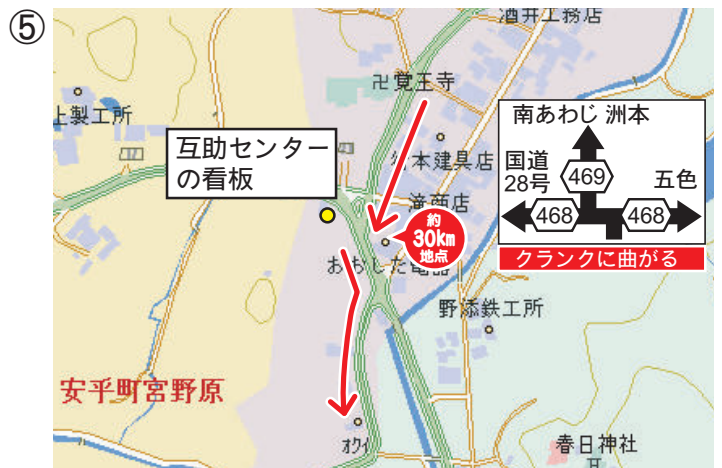 ⑤
酒井工務店
卍覚王寺
上製工所
互助センター
の看板
本建具店
滝商店
約
30km
地点
おおした電器
南あわじ 洲本
国道
28号
469
五色
468
468
クランクに曲がる
野添鉄工所
安乎町宮野原
オクイ
春日神社